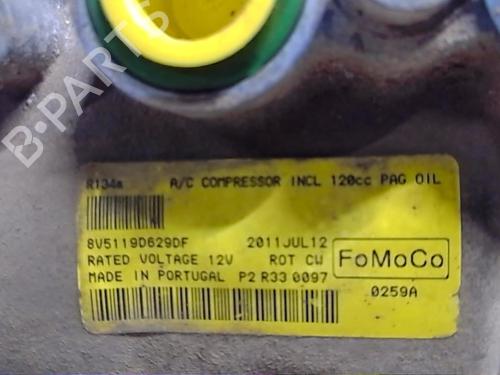 B-PARTS
R134a A/C COMPRESSOR INCL 120cc PAG OIL
8V5119D629DF 2011JUL12
RATED VOLTAGE 12V ROT CW
MADE IN PORTUGAL P2 R33 0097
FoMoCo
0259A